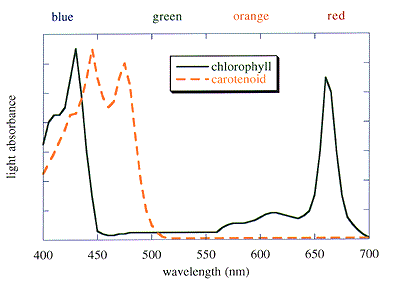 blue green orange red
chlorophyll
carotenoid
light absorbance
400 450 500 550 600 650 700
wavelength (nm)